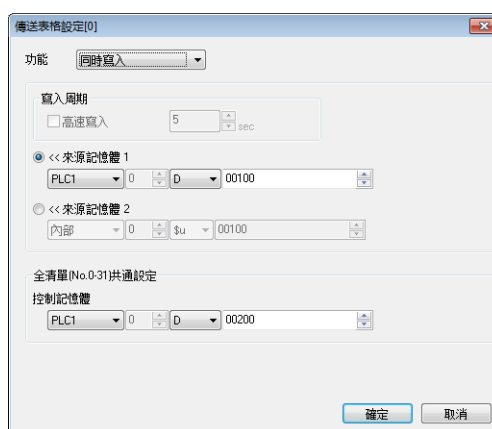 傳送表格設定[0]
功能 同時寫入
寫入周期
高速寫入 5 sec
<< 來源記憶體 1
PLC1 0 D 00100
<< 來源記憶體 2
內部 0 $u 00100
全清單(No.0-31)共通設定
控制記憶體
PLC1 0 D 00200
確定 取消